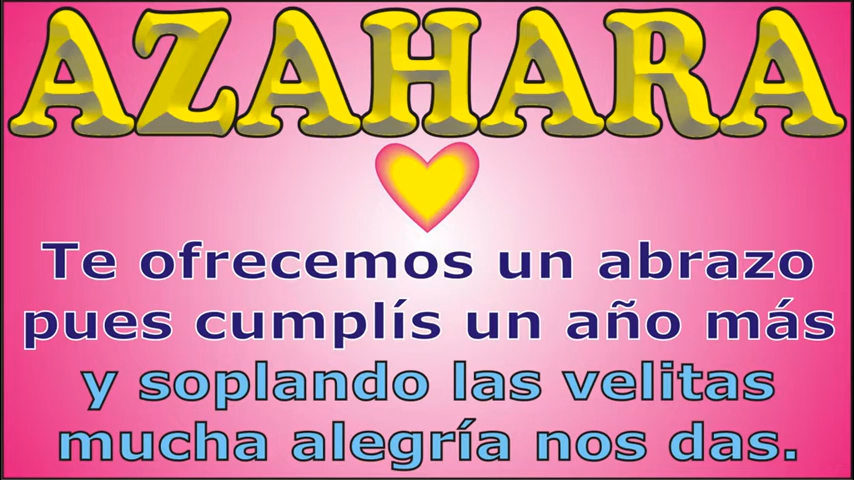 AZAHARA
Te ofrecemos un abrazo
pues cumplís un año más
y soplando las velitas
mucha alegría nos das.